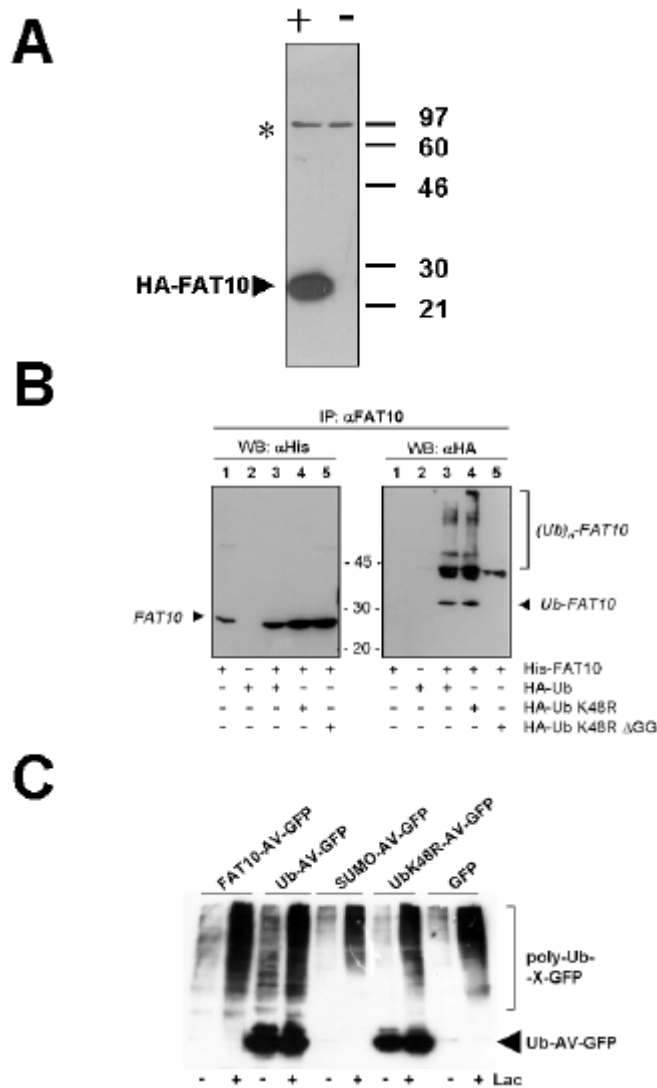 A
+ -
*
97
60
46
30
21
HA-FAT10
B
IP: αFAT10
WB: αHis WB: αHA
1 2 3 4 5 1 2 3 4 5
(Ub)n-FAT10
- 45 -
FAT10
- 30 -
Ub-FAT10
- 20 -
+ - + + + + - + + + His-FAT10
- + + - - - + + - - HA-Ub
- - - + - - - - + - HA-Ub K48R
- - - - + - - - - + HA-Ub K48R ΔGG
C
FAT10-AV-GFP Ub-AV-GFP SUMO-AV-GFP UbK48R-AV-GFP GFP
poly-Ub-
-X-GFP
Ub-AV-GFP
- + - + - + - + - + Lac